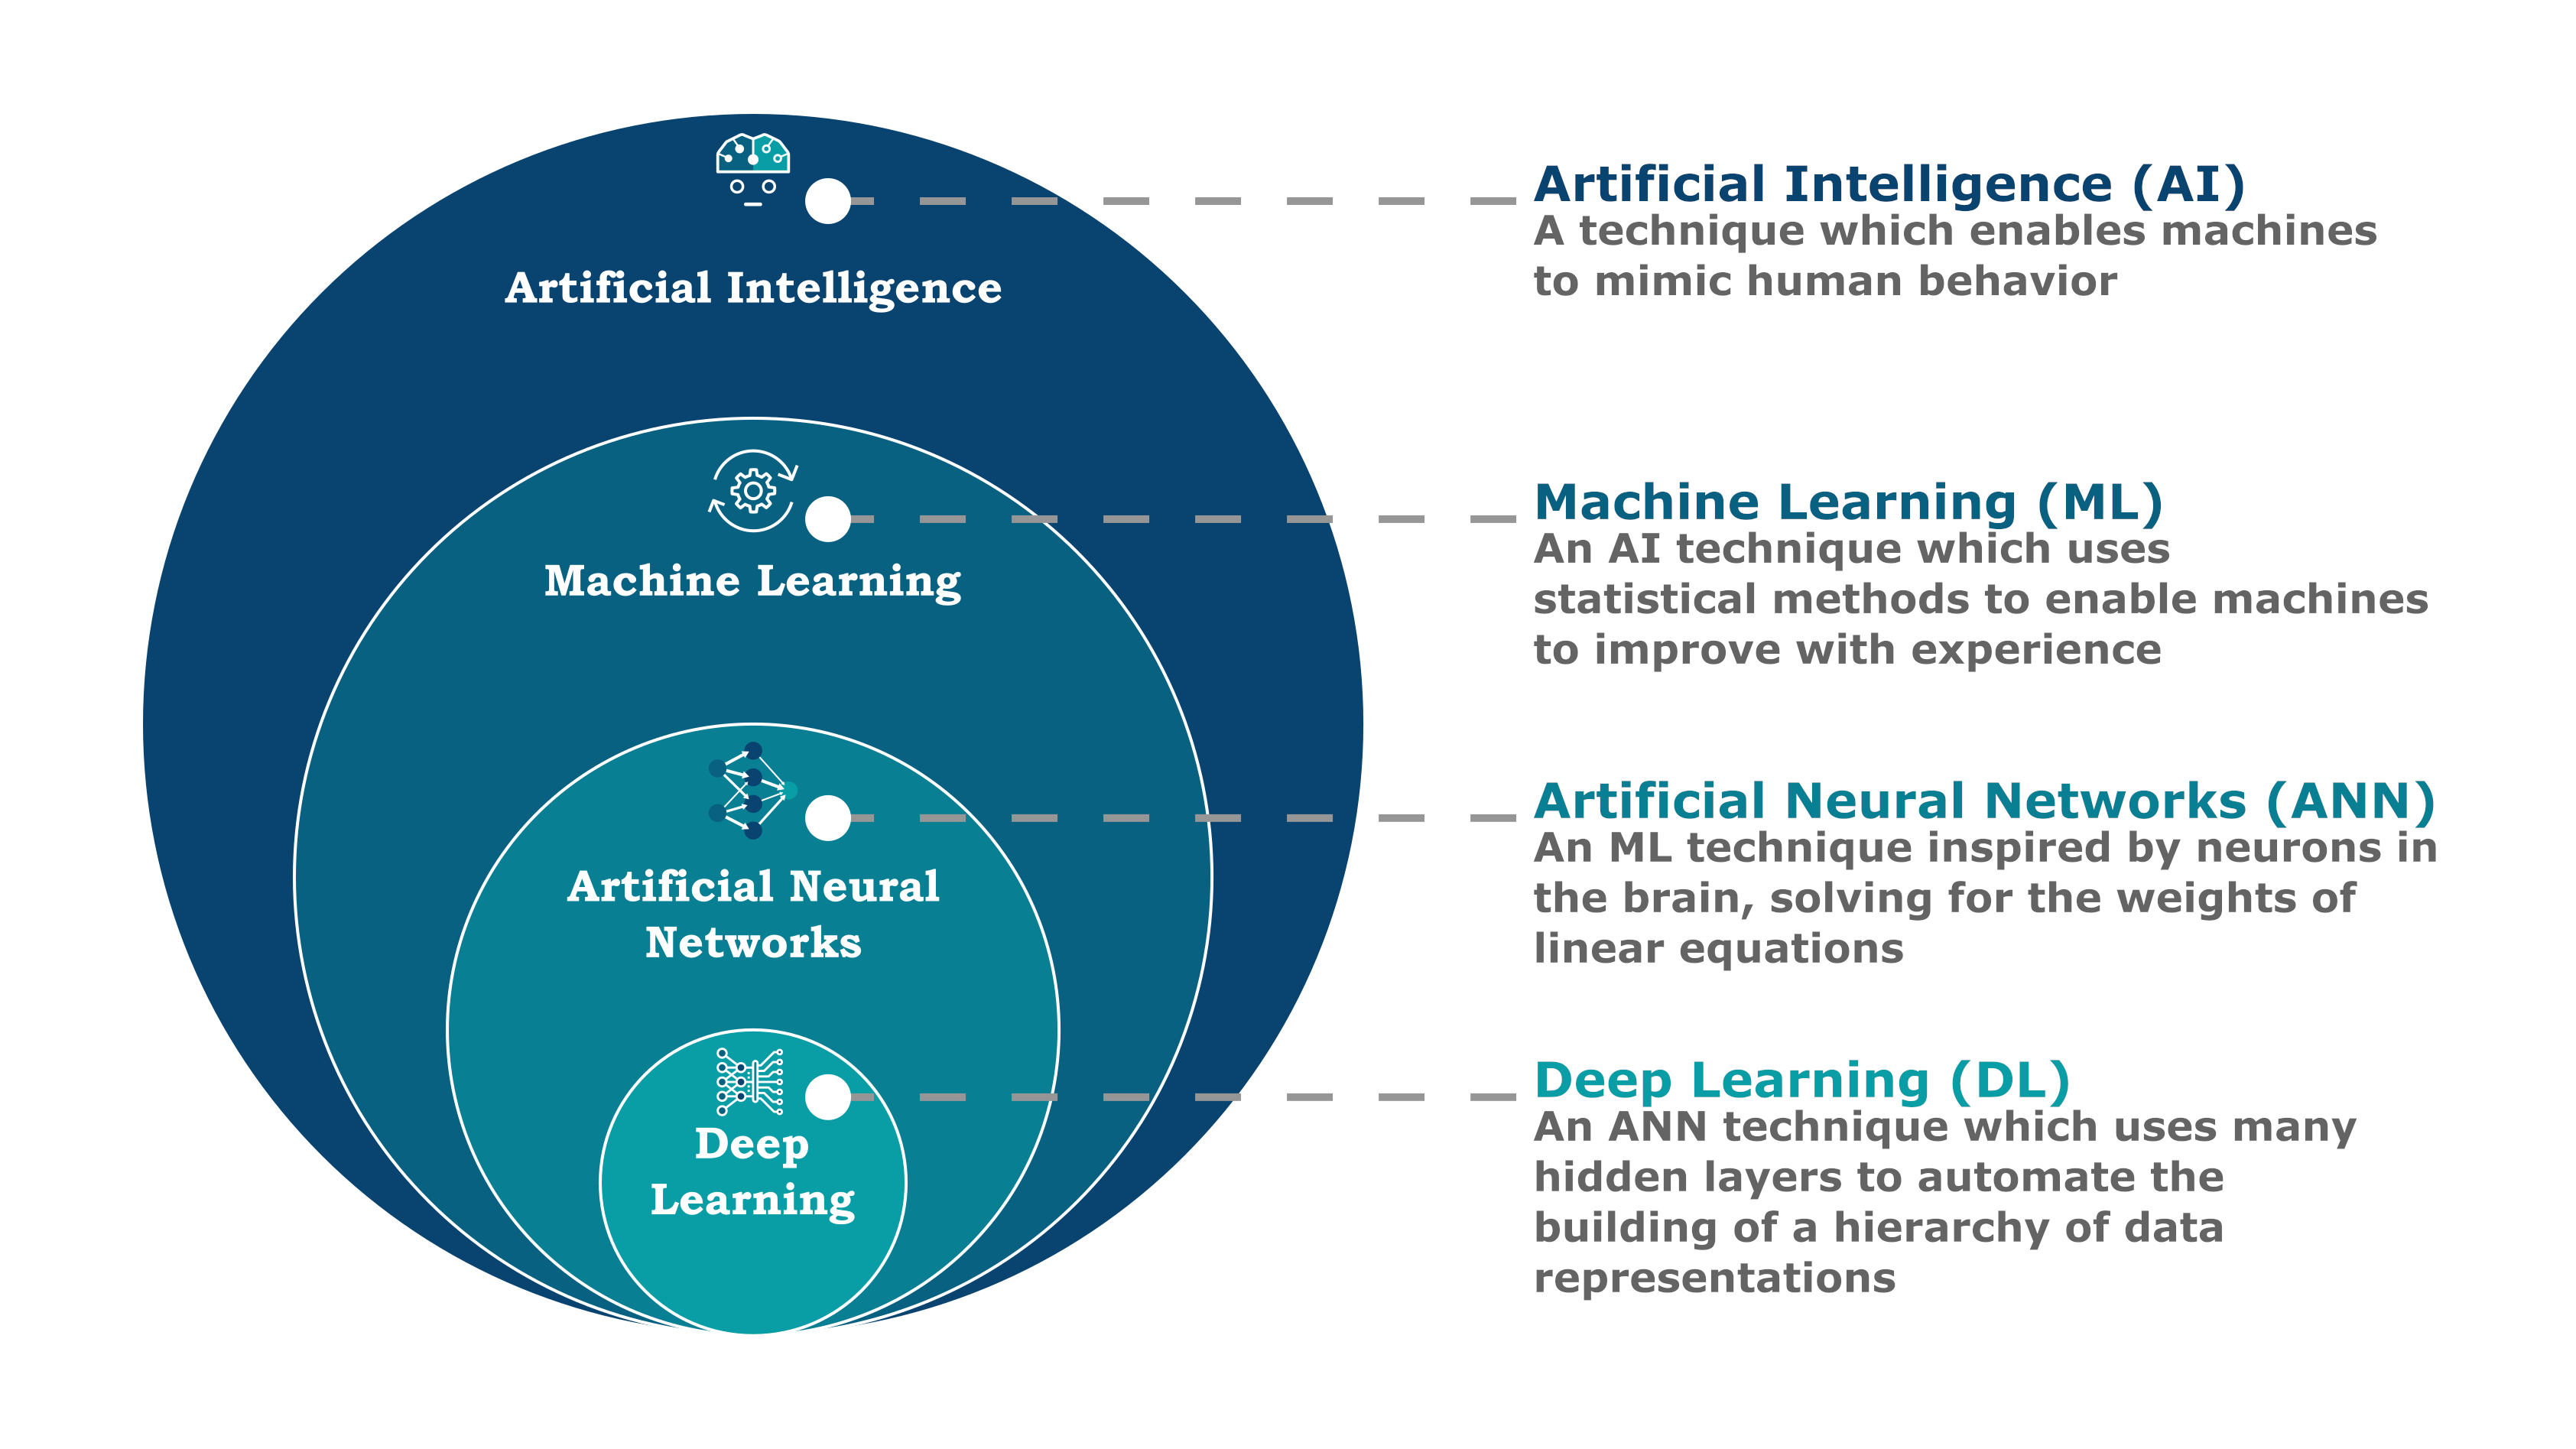 Artificial Intelligence
Machine Learning
Artificial Neural
Networks
Deep
Learning
Artificial Intelligence (AI)
A technique which enables machines
to mimic human behavior
Machine Learning (ML)
An AI technique which uses
statistical methods to enable machines
to improve with experience
Artificial Neural Networks (ANN)
An ML technique inspired by neurons in
the brain, solving for the weights of
linear equations
Deep Learning (DL)
An ANN technique which uses many
hidden layers to automate the
building of a hierarchy of data
representations